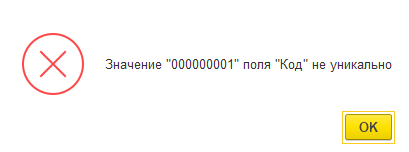 Значение "000000001" поля "Код" не уникально
OK